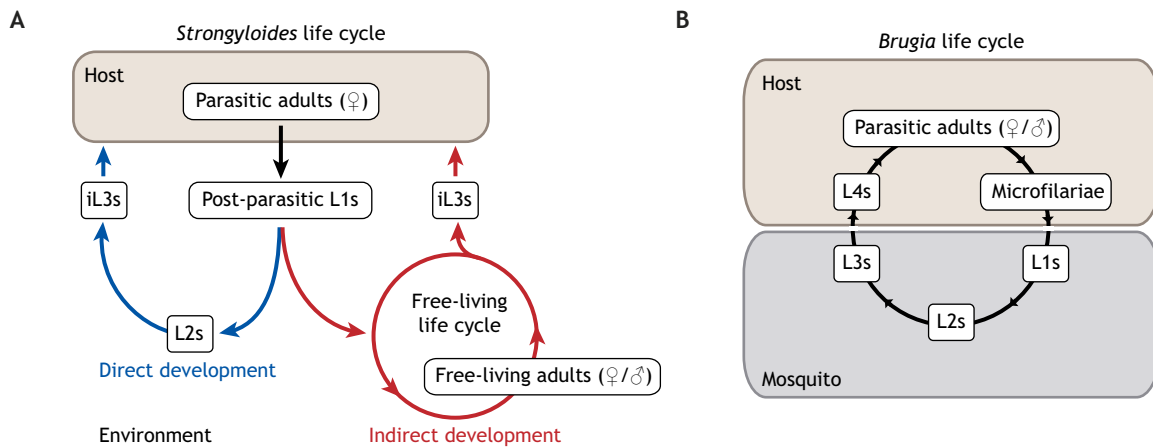 A
Strongyloides life cycle
Host
Parasitic adults (♀)
iL3s
Post-parasitic L1s
iL3s
Free-living
life cycle
L2s
Direct development
Free-living adults (♀/♂)
Environment
Indirect development
B
Brugia life cycle
Host
Parasitic adults (♀/♂)
L4s
Microfilariae
L3s
L1s
L2s
Mosquito